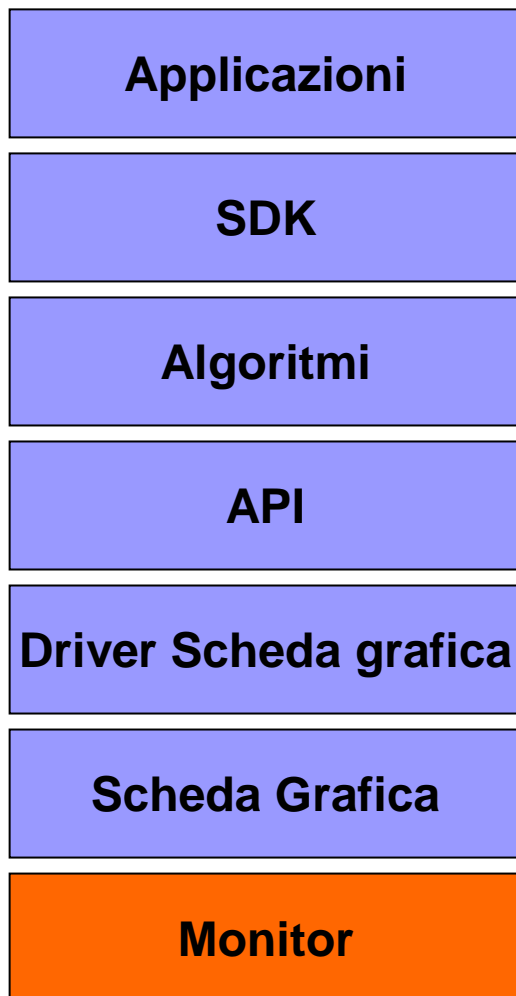 Applicazioni
SDK
Algoritmi
API
Driver Scheda grafica
Scheda Grafica
Monitor